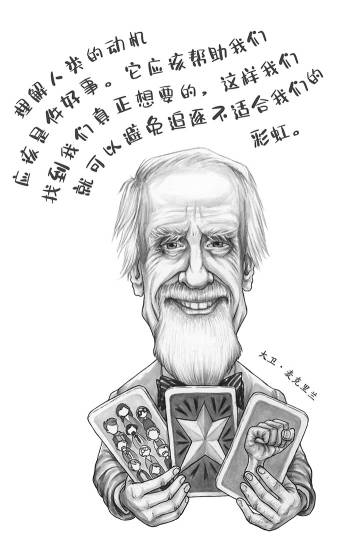 理解人类的动机
应该是件好事。它应该帮助我们
找到我们真正想要的，这样我们
就可以避免追逐不适合我们的
彩虹。
大卫·麦克里兰